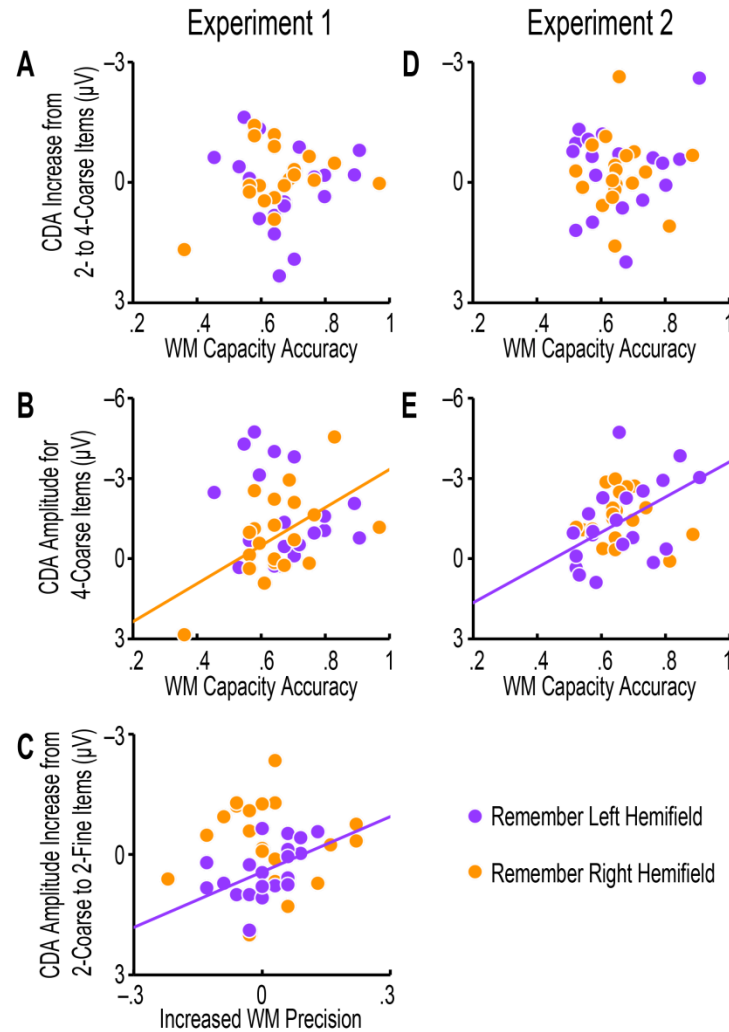 Experiment 1
Experiment 2
A
CDA Increase from
2- to 4-Coarse Items (µV)
–3
0
3
.2
.4
.6
.8
1
WM Capacity Accuracy
D
–3
0
3
.2
.4
.6
.8
1
WM Capacity Accuracy
B
CDA Amplitude for
4-Coarse Items (µV)
–6
–3
0
3
.2
.4
.6
.8
1
WM Capacity Accuracy
E
–6
–3
0
3
.2
.4
.6
.8
1
WM Capacity Accuracy
C
CDA Amplitude Increase from
2-Coarse to 2-Fine Items (µV)
–3
0
3
–.3
0
.3
Increased WM Precision
Remember Left Hemifield
Remember Right Hemifield